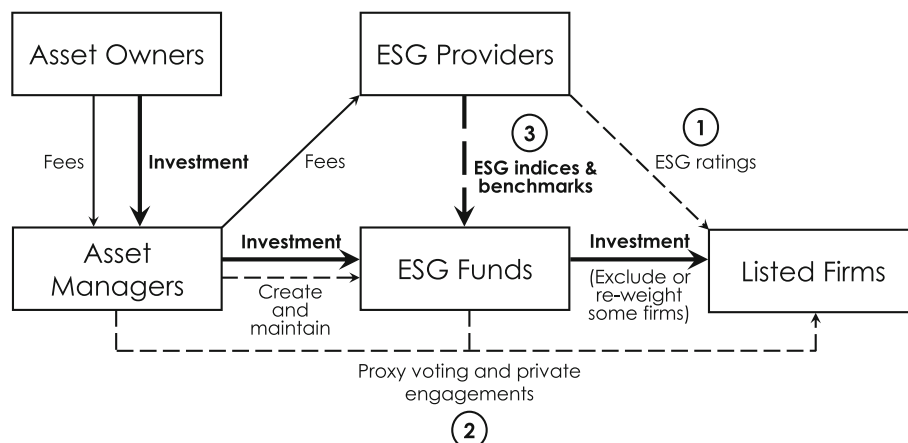 Asset Owners
ESG Providers
Fees
Investment
Fees
3
ESG indices &
benchmarks
1
ESG ratings
Asset
Managers
Investment
Create
and
maintain
ESG Funds
Investment
(Exclude or
re-weight
some firms)
Listed Firms
Proxy voting and private
engagements
2